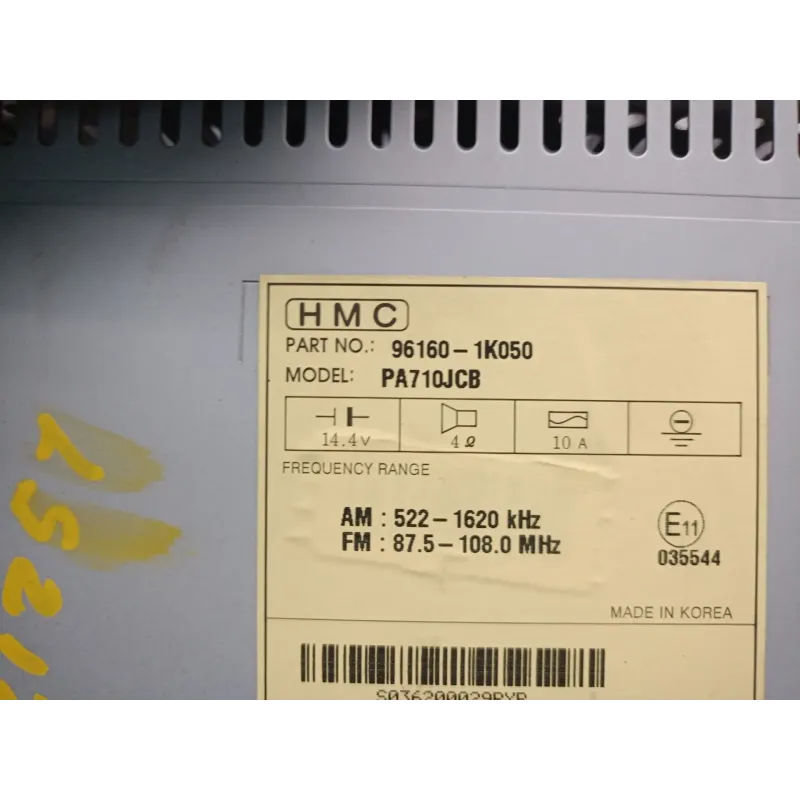 HMC
PART NO.: 96160-1K050
MODEL: PA710JCB
14.4V 4Ω 10 A
FREQUENCY RANGE
AM : 522-1620 kHz
FM : 87.5-108.0 MHz
E11
035544
MADE IN KOREA